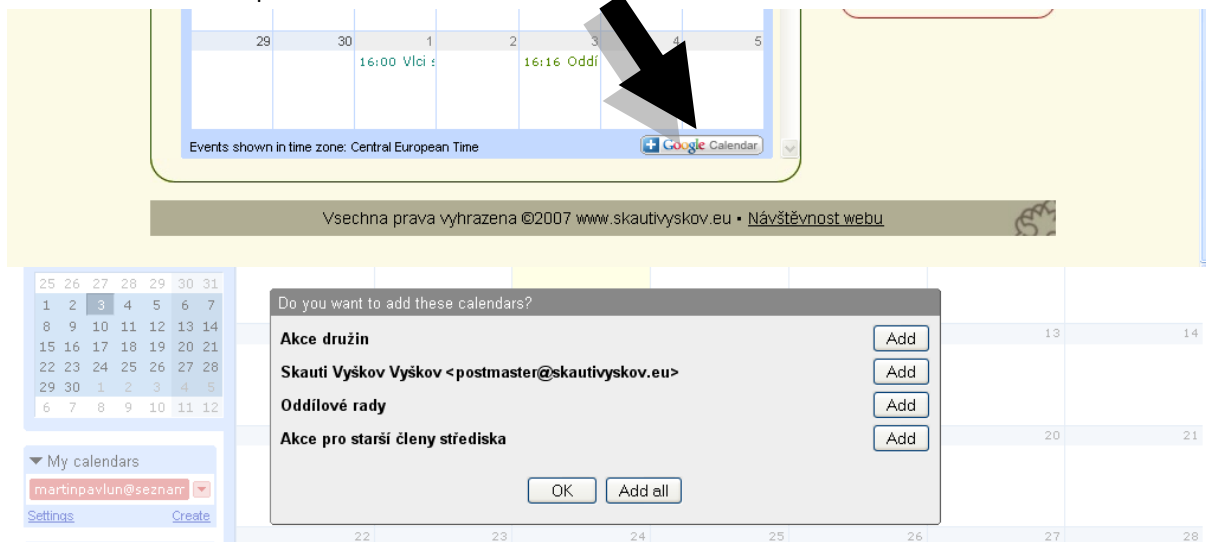 29 30 1 2 3 4 5
16:00 Vlci 16:16 Oddí
Events shown in time zone: Central European Time
Google Calendar
Vsechna prava vyhrazena ©2007 www.skautivyskov.eu • Návštěvnost webu
25 26 27 28 29 30 31
1 2 3 4 5 6 7
8 9 10 11 12 13 14
15 16 17 18 19 20 21
22 23 24 25 26 27 28
29 30 1 2 3 4 5
6 7 8 9 10 11 12
My calendars
martinpavlun@seznam
Settings Create
Do you want to add these calendars?
Akce družin Add
Skauti Vyškov Vyškov <postmaster@skautivyskov.eu> Add
Oddílové rady Add
Akce pro starší členy střediska Add
OK Add all
13 14
20 21
22 23 24 25 26 27 28